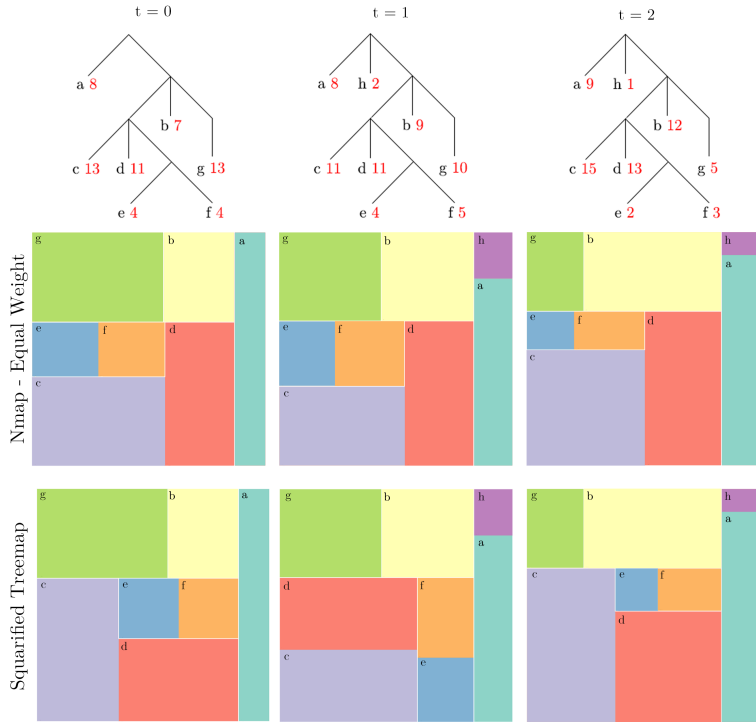 t = 0 t = 1 t = 2
a 8 a 8 h 2 a 9 h 1
b 7 b 9 b 12
c 13 d 11 g 13 c 11 d 11 g 10 c 15 d 13 g 5
e 4 f 4 e 4 f 5 e 2 f 3
Nmap - Equal Weight
g b a
e f d
c
g b h
a
e f d
c
g b h
a
e f d
c
Squarified Treemap
g b a
c e f
d
g b h
a
d f
c e
g b h
a
c e f
d